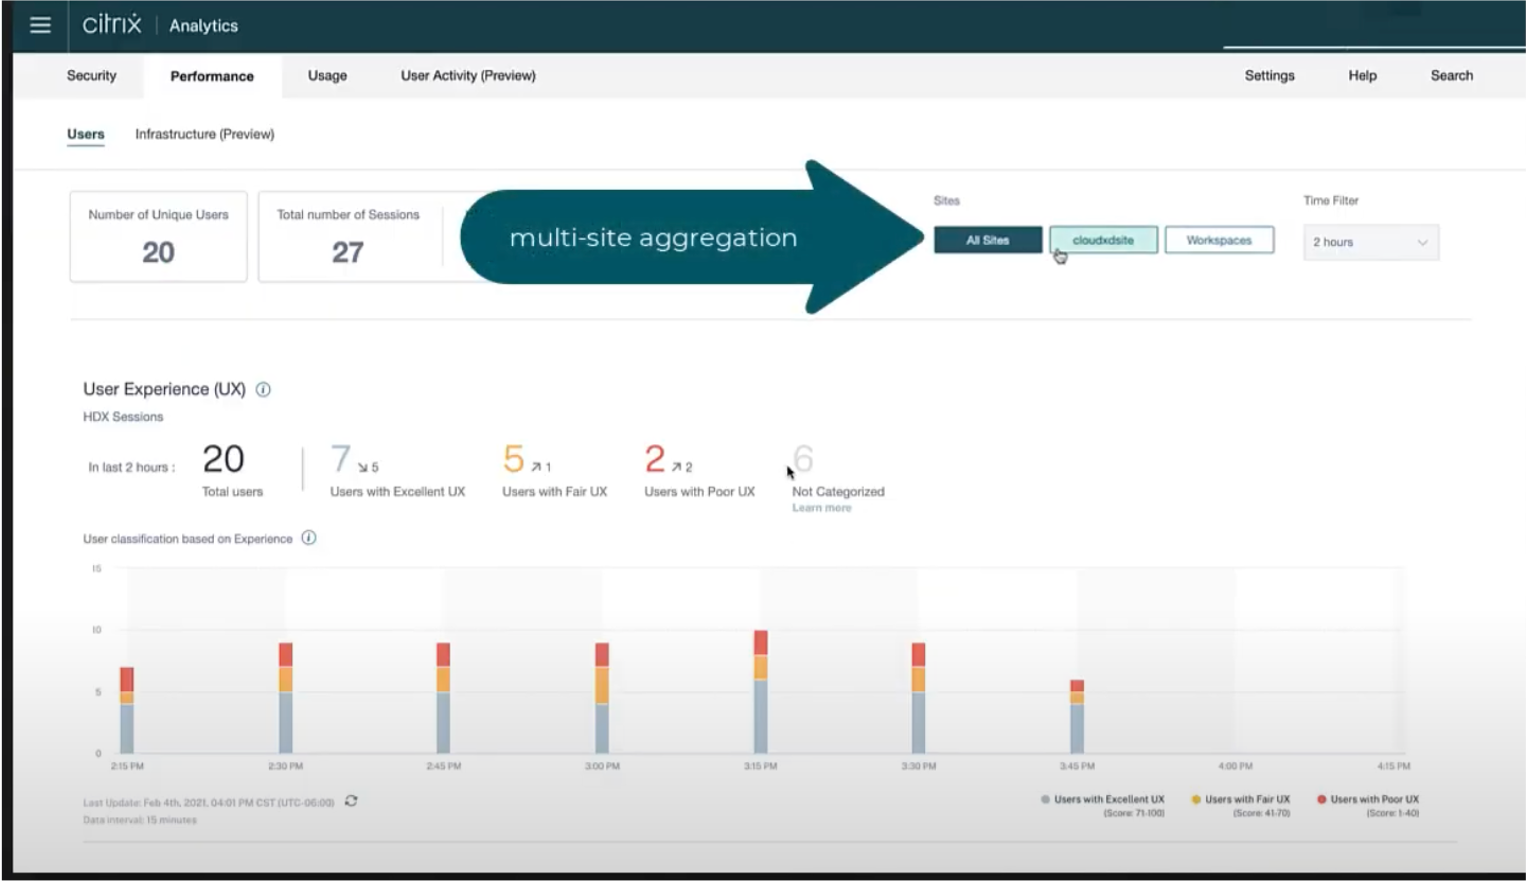 citrix | Analytics
Security Performance Usage User Activity (Preview) Settings Help Search
Users Infrastructure (Preview)
Number of Unique Users
20
Total number of Sessions
27
multi-site aggregation
Sites
All Sites cloudxdsite Workspaces
Time Filter
2 hours
User Experience (UX)
HDX Sessions
In last 2 hours :
20
Total users
7 ↘ 5
Users with Excellent UX
5 ↗ 1
Users with Fair UX
2 ↗ 2
Users with Poor UX
6
Not Categorized
Learn more
User classification based on Experience
15
10
5
0
2:15 PM 2:30 PM 2:45 PM 3:00 PM 3:15 PM 3:30 PM 3:45 PM 4:00 PM 4:15 PM
Last Update: Feb 4th, 2021, 04:01 PM CST (UTC-06:00)
Data interval: 15 minutes
Users with Excellent UX
(Score: 71-100)
Users with Fair UX
(Score: 41-70)
Users with Poor UX
(Score: 1-40)